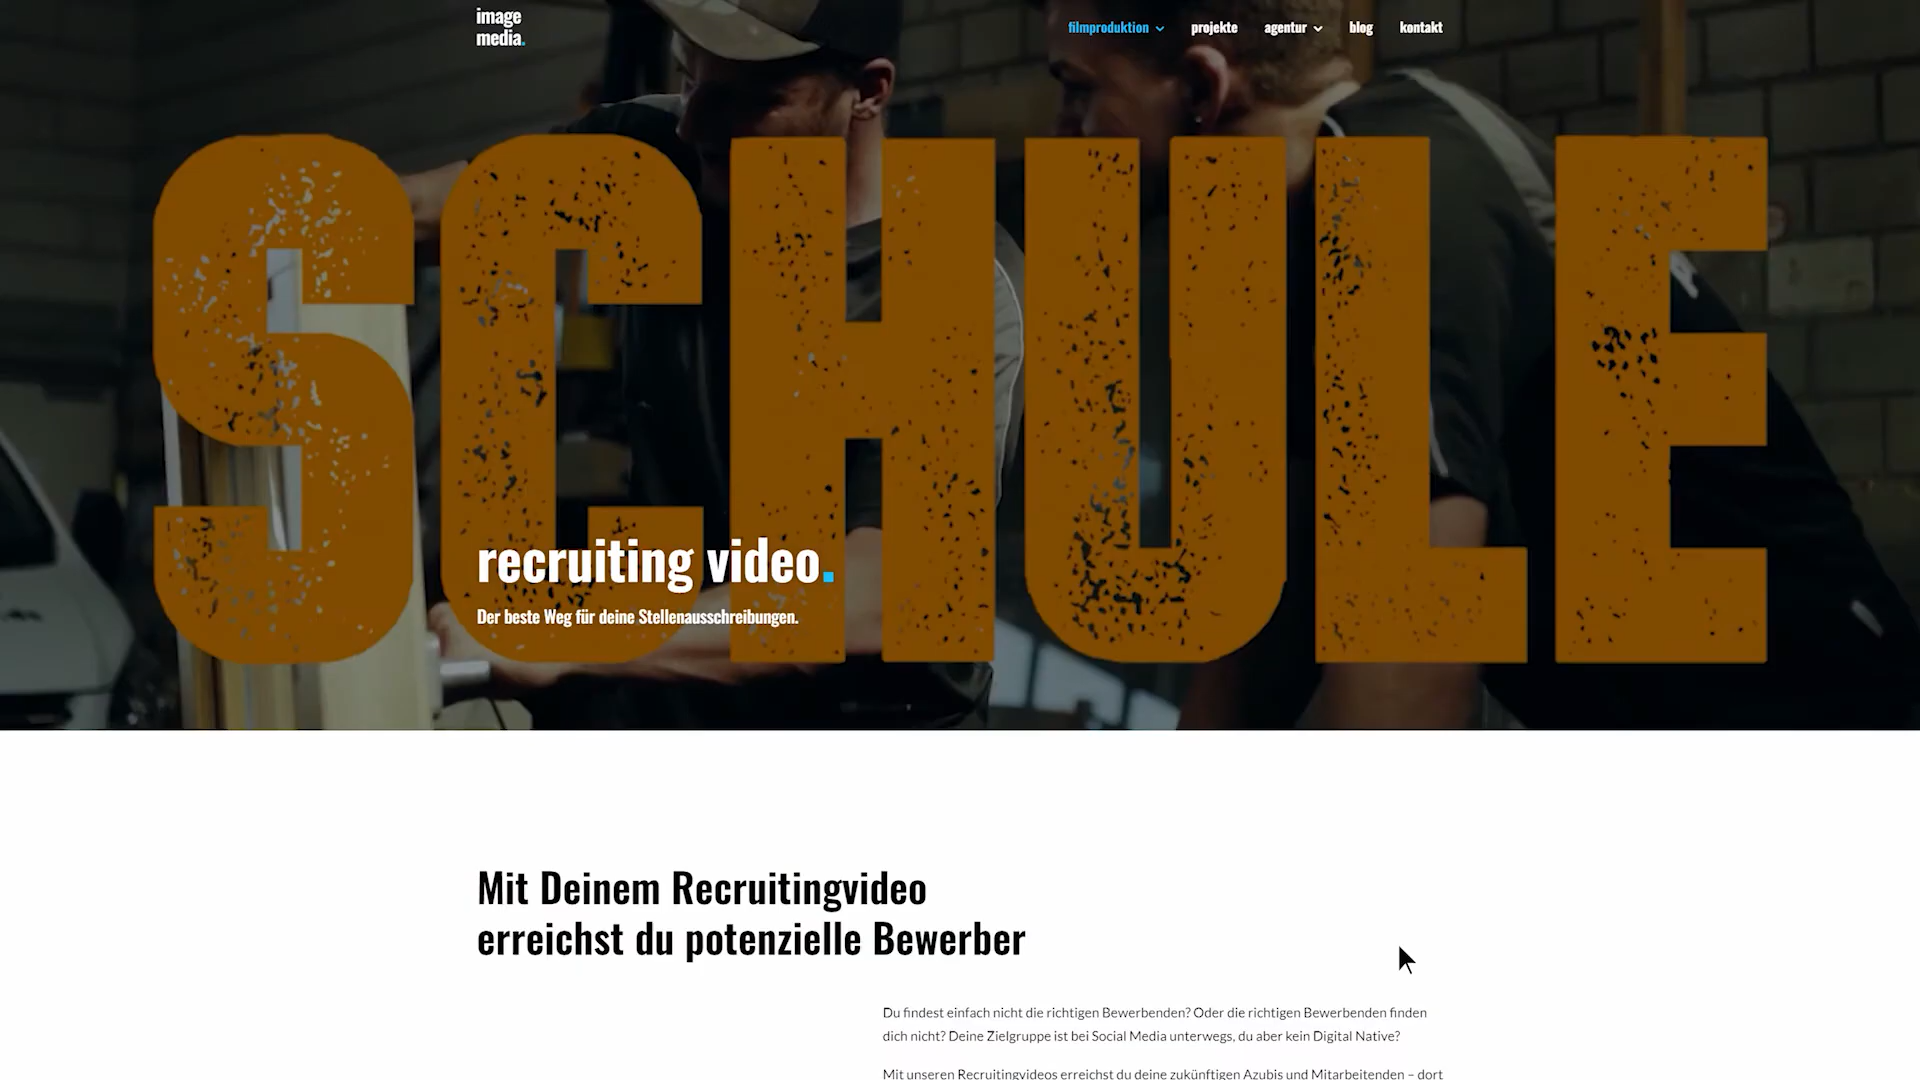 image
media.
filmproduktion
projekte
agentur
blog
kontakt
SCHULE
recruiting video.
Der beste Weg für deine Stellenausschreibungen.
Mit Deinem Recruitingvideo
erreichst du potenzielle Bewerber
Du findest einfach nicht die richtigen Bewerbenden? Oder die richtigen Bewerbenden finden
dich nicht? Deine Zielgruppe ist bei Social Media unterwegs, du aber kein Digital Native?
Mit unseren Recruitingvideos erreichst du deine zukünftigen Azubis und Mitarbeitenden – dort